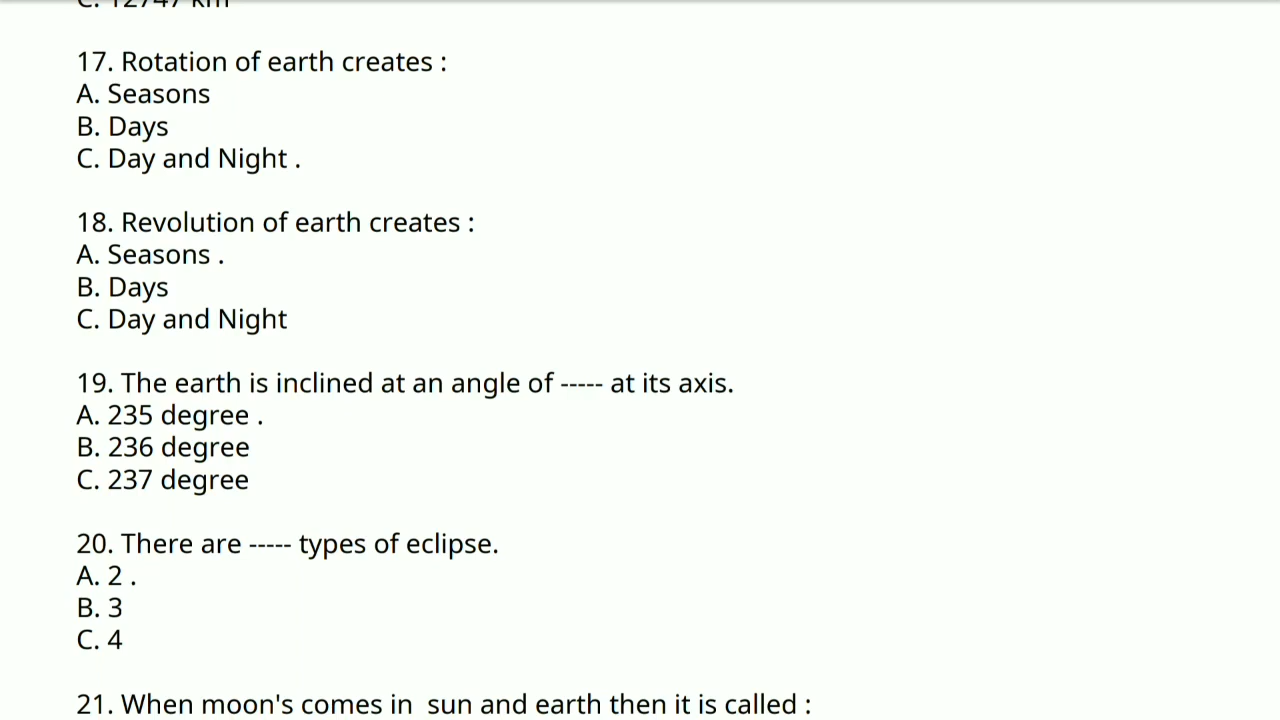 C. 12747 km
17. Rotation of earth creates :
A. Seasons
B. Days
C. Day and Night .
18. Revolution of earth creates :
A. Seasons .
B. Days
C. Day and Night
19. The earth is inclined at an angle of ----- at its axis.
A. 235 degree .
B. 236 degree
C. 237 degree
20. There are ----- types of eclipse.
A. 2 .
B. 3
C. 4
21. When moon's comes in  sun and earth then it is called :